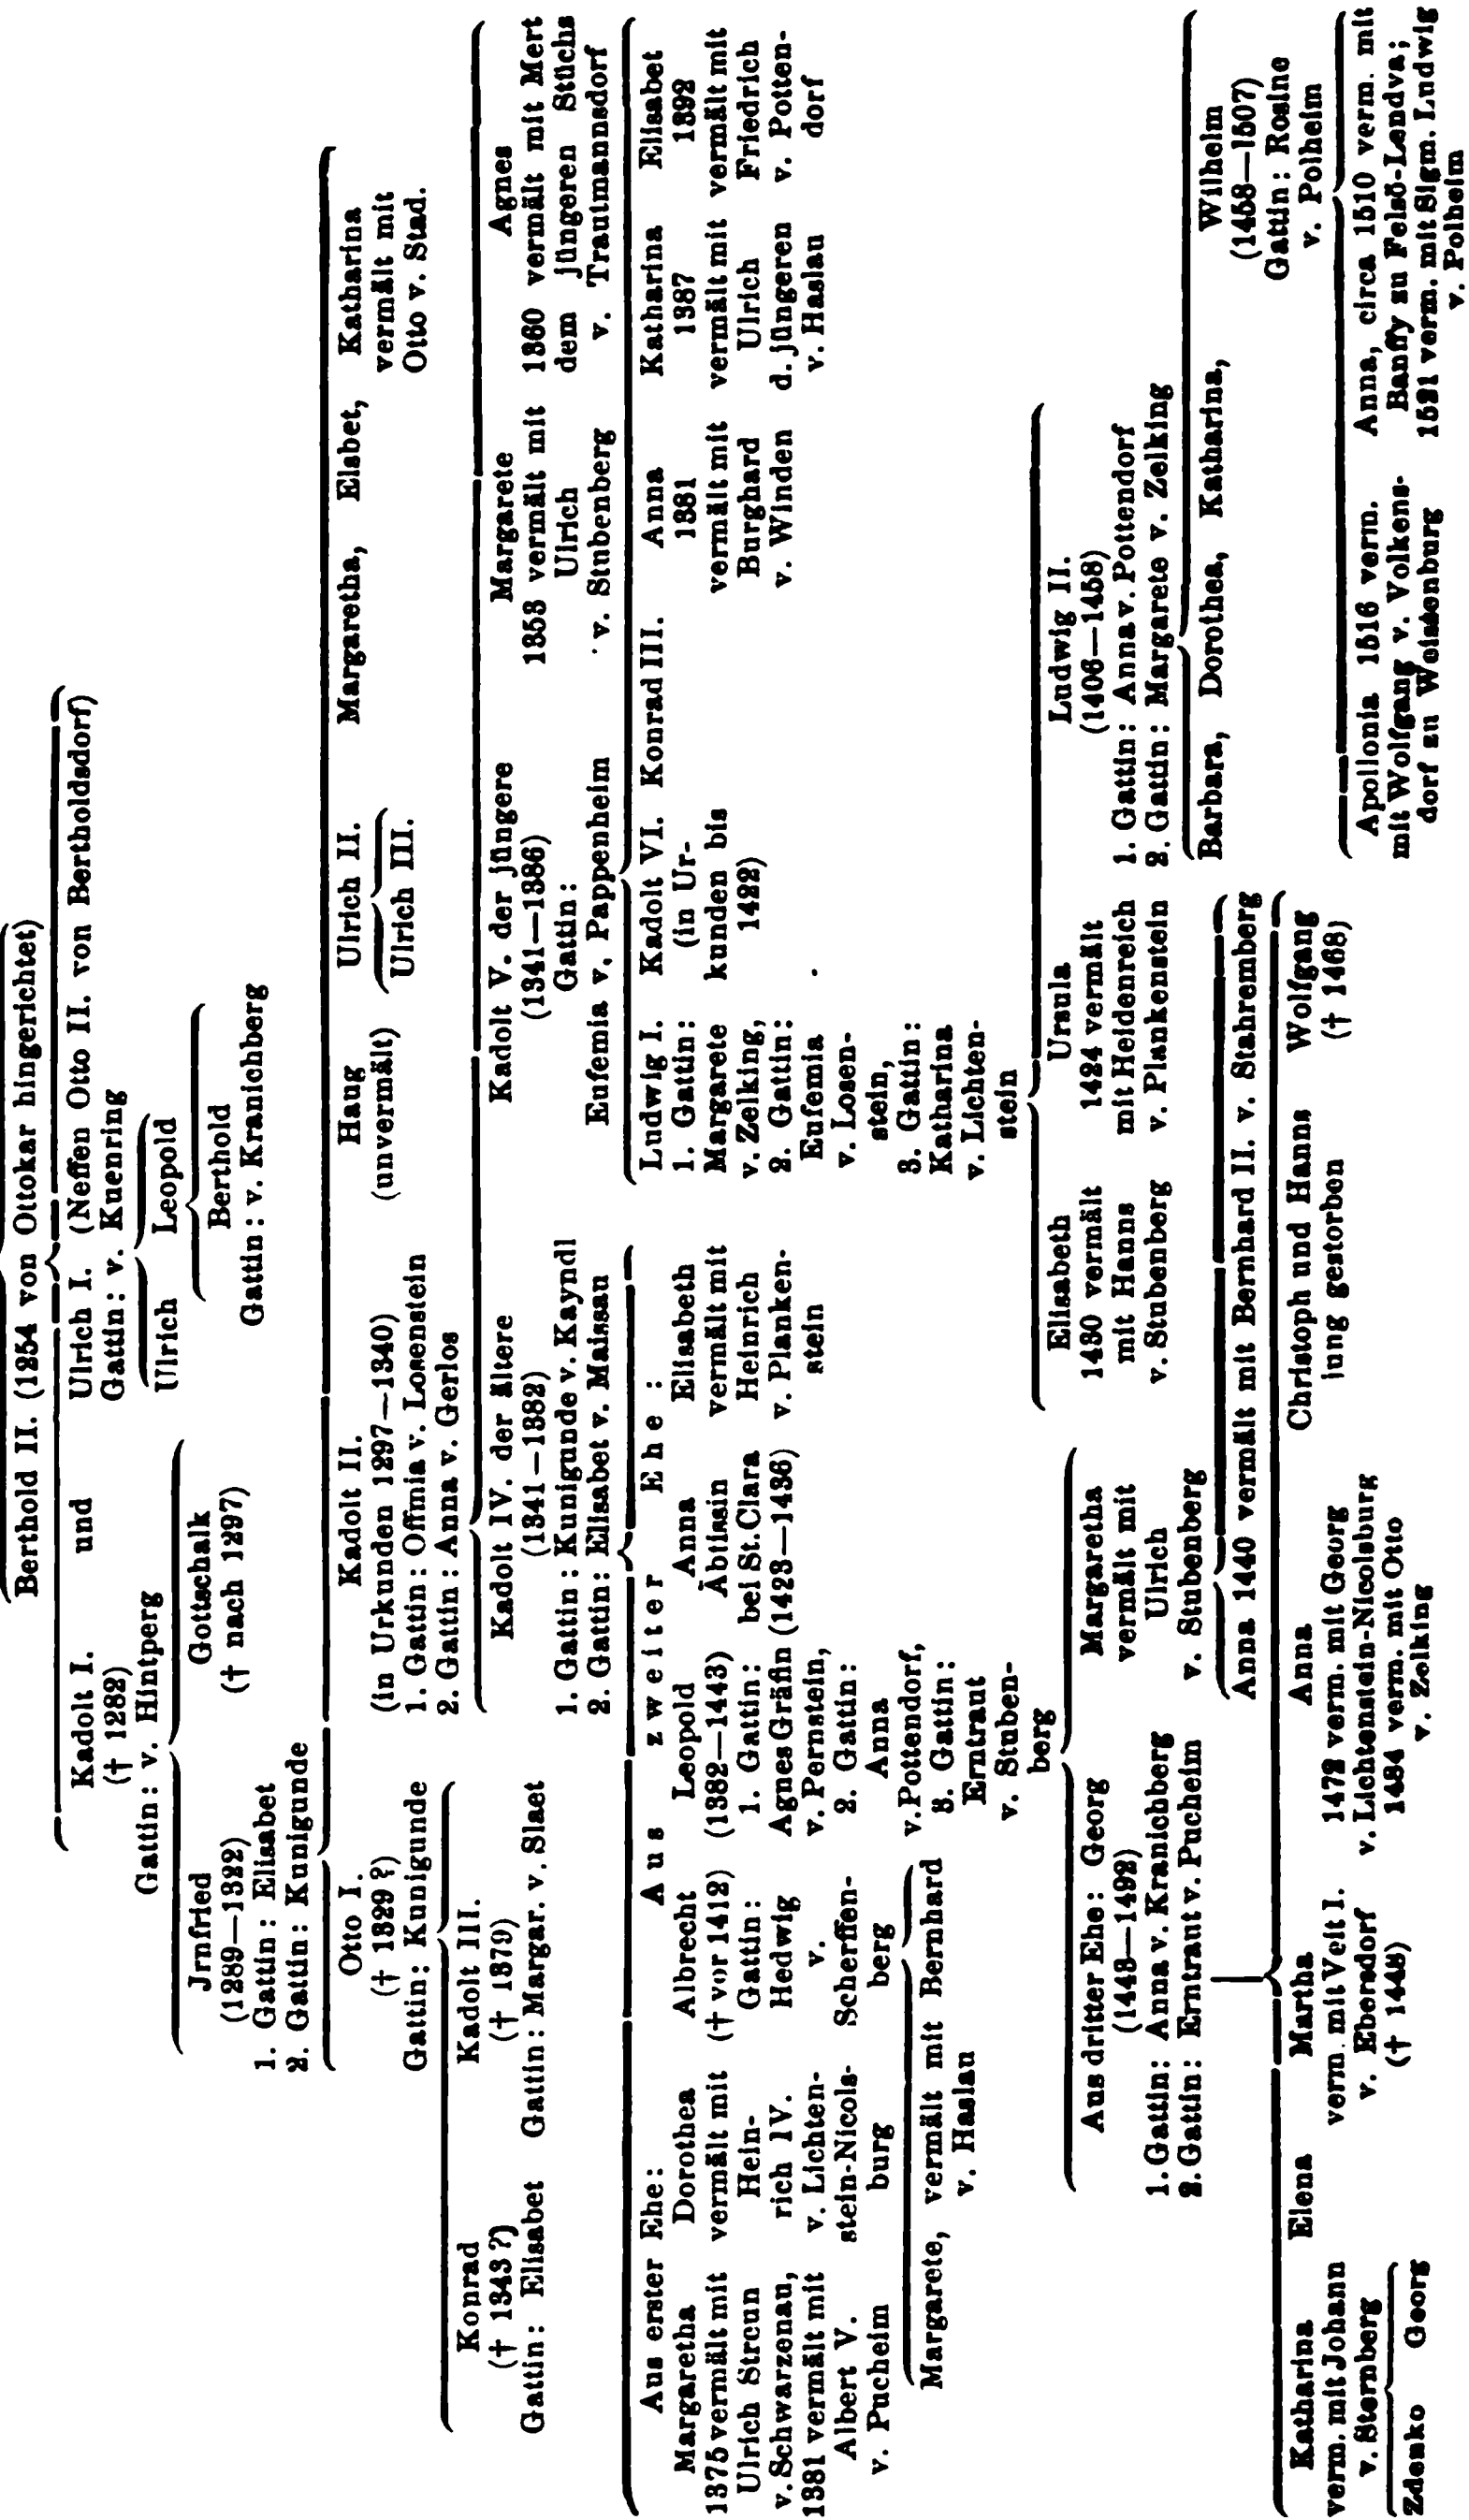 Berthold II. (1254 von Ottokar hingerichtet)
Kadolt I. und Ulrich I. (Neffen Otto II. von Bertholdsdorf)
(† 1282) Gattin: v. Kuenring
Gattin: v. Hintperg
Ulrich Leopold
Jrnfried Gottschalk
(1289—1322) († nach 1297)
Berthold
Gattin: v. Kranichberg
1. Gattin: Elisabet
2. Gattin: Kunigunde
Otto I. Kadolt II. Haug Ulrich II. Margaretha, Elsbet, Katharina
(† 1329?) (in Urkunden 1297—1340) (unvermält) vermält mit
Gattin: Kunigunde 1. Gattin: Offmia v. Losenstein Ulrich III. Otto v. Stad.
2. Gattin: Anna v. Gerlos
Konrad Kadolt III. Kadolt IV. der ältere Kadolt V. der jüngere Margarete Agnes
(† 1343?) († 1379) (1341—1382) (1341—1386) 1353 vermält mit 1360 vermält mit Mert
Gattin: Elisabet Gattin: Margar. v. Slaet 1. Gattin: Kunigunde v. Kayndl Gattin: Ulrich dem jüngeren Stüchs
2. Gattin: Elisabet v. Maissau Eufemia v. Pappenheim v. Stubenberg v. Trautmannsdorf
Aus erster Ehe: Aus zweiter Ehe: Ludwig I. Kadolt VI. Konrad III. Anna Katharina Elisabet
Margaretha Dorothea Albrecht Leopold Anna Elisabeth 1. Gattin: (in Ur- 1381 1387 1392
1375 vermält mit vermält mit († vor 1412) (1382—1443) Äbtissin vermält mit Margarete kunden bis vermält mit vermält mit vermält mit
Ulrich Streun Hein- Gattin: 1. Gattin: bei St. Clara Heinrich v. Zelking, 1422) Burghard Ulrich Friedrich
v. Schwarzenau, rich IV. Hedwig Agnes Gräfin (1423—1436) v. Planken- 2. Gattin: v. Winden d. jüngeren v. Potten-
1381 vermält mit v. Lichten- v. v. Pernstein, stein Eufemia v. Haslau dorf
Albert V. stein-Nicols- Scherffen- 2. Gattin: v. Losen-
v. Pucheim burg berg Anna stein,
v. Pottendorf, 3. Gattin:
Margarete, vermält mit Bernhard 3. Gattin: Katharina
v. Haslau Erntraut v. Lichten-
v. Stuben- stein
berg
Elisabeth Ursula Ludwig II.
Aus dritter Ehe: Georg Margaretha 1430 vermält 1424 vermält (1406—1458)
(1443—1492) vermält mit mit Hanns mit Heidenreich 1. Gattin: Anna v. Pottendorf
1. Gattin: Anna v. Kranichberg Ulrich v. Stubenberg v. Plankenstein 2. Gattin: Margarete v. Zelking
2. Gattin: Erntraut v. Pucheim v. Stubenberg
Barbara, Dorothea, Katharina, Wilhelm
(1458—1507)
Anna 1440 vermält mit Bernhard II. v. Stahremberg
Gattin: Rosine
v. Polheim
Katharina Elena Martha Anna Christoph und Hanns Wolfgang
verm. mit Johann verm. mit Veit I. 1472 verm. mit Georg jung gestorben († 1468)
v. Sternberg v. Ebersdorf v. Lichtenstein-Nicolsburg
(† 1448) 1484 verm. mit Otto
v. Zelking
Zdenko Georg
Apollonia 1516 verm. Anna, circa 1510 verm. mit
mit Wolfgang v. Volkens- Banffy zu Felsö-Lendva;
dorf zu Weissenburg 1521 verm. mit Sigm. Ludwig
v. Polheim